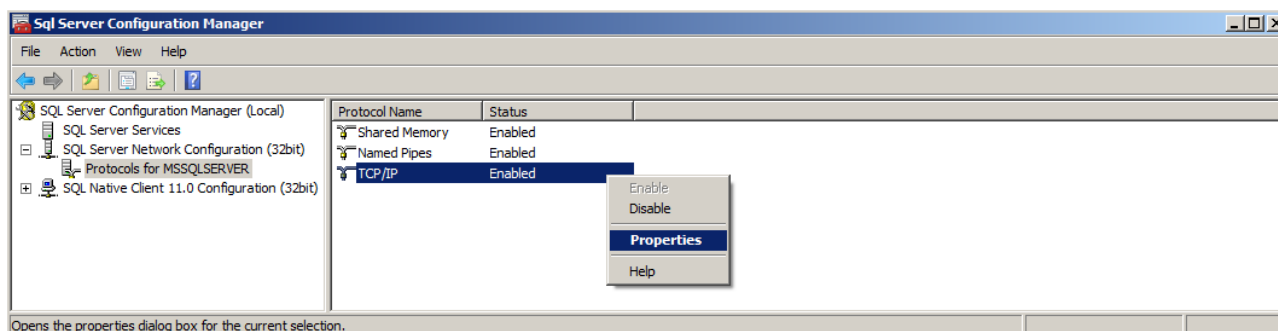 Sql Server Configuration Manager
File Action View Help
SQL Server Configuration Manager (Local)
SQL Server Services
SQL Server Network Configuration (32bit)
Protocols for MSSQLSERVER
SQL Native Client 11.0 Configuration (32bit)
Protocol Name Status
Shared Memory Enabled
Named Pipes Enabled
TCP/IP Enabled
Enable
Disable
Properties
Help
Opens the properties dialog box for the current selection.